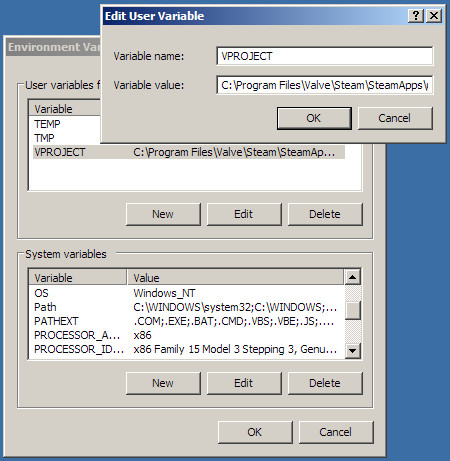 Edit User Variable
Variable name: VPROJECT
Variable value: C:\Program Files\Valve\Steam\SteamApps\
OK Cancel
Environment Var
User variables f
Variable
TEMP
TMP
VPROJECT C:\Program Files\Valve\Steam\SteamAp...
New Edit Delete
System variables
Variable Value
OS Windows_NT
Path C:\WINDOWS\system32;C:\WINDOWS;...
PATHEXT .COM;.EXE;.BAT;.CMD;.VBS;.VBE;.JS;....
PROCESSOR_A... x86
PROCESSOR_ID... x86 Family 15 Model 3 Stepping 3, Genu...
New Edit Delete
OK Cancel